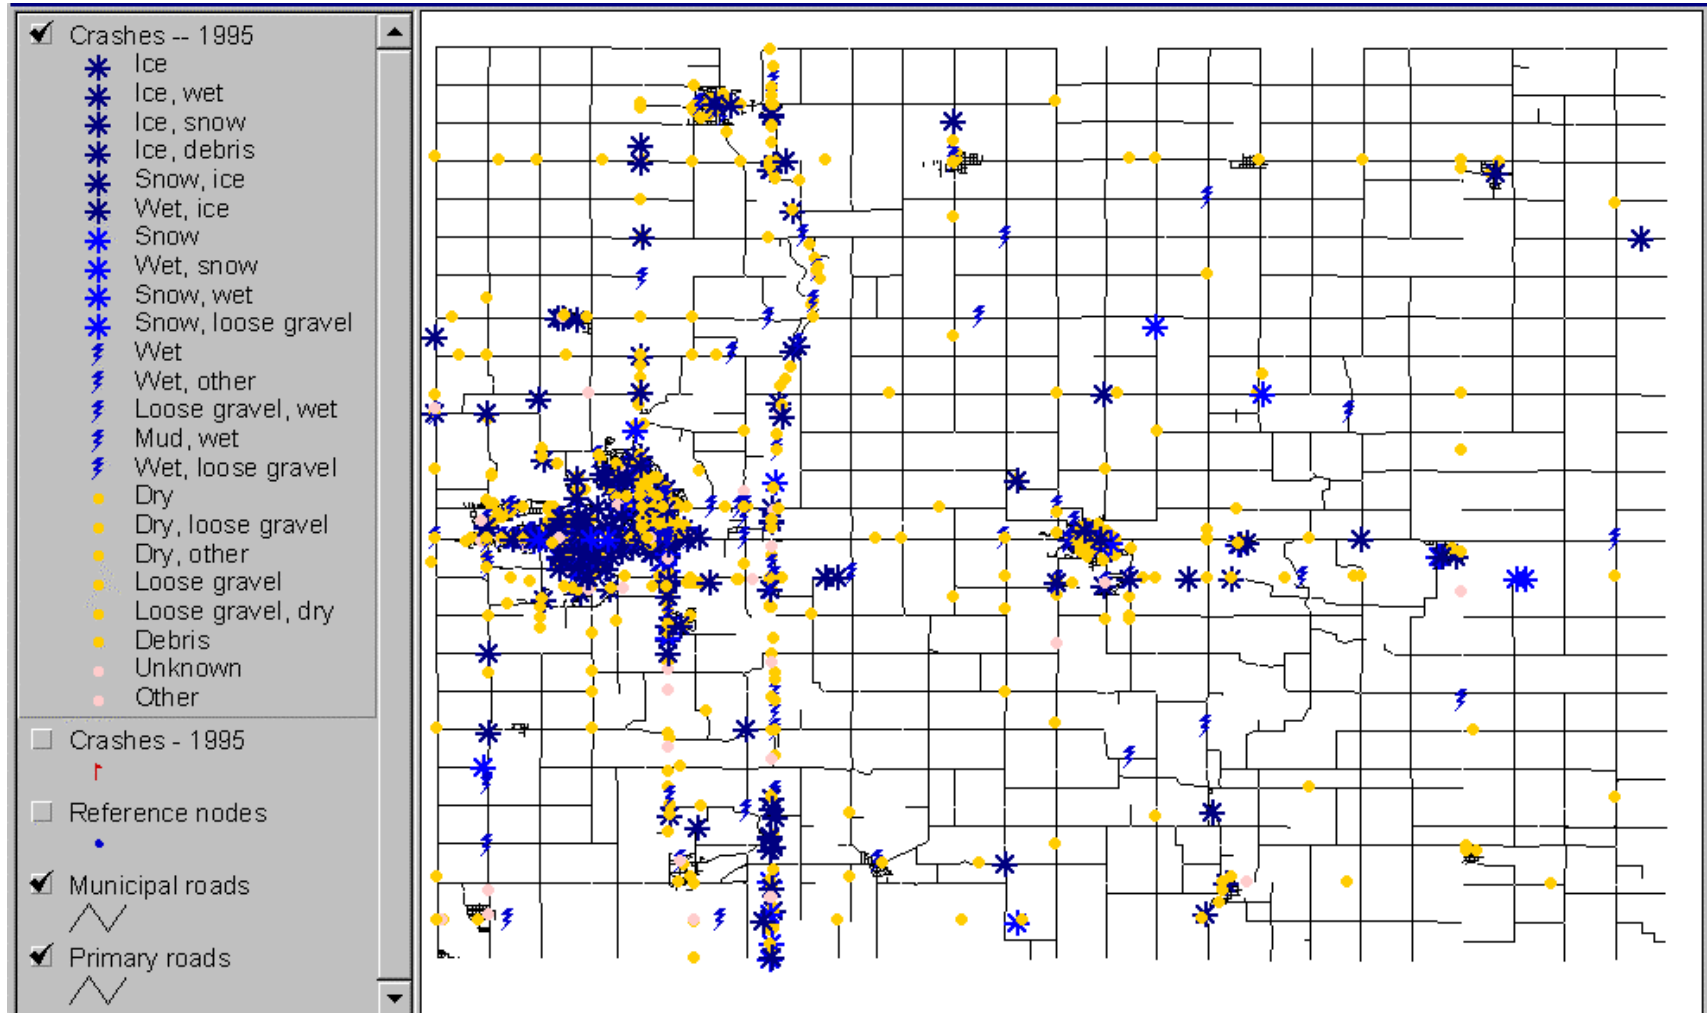 Crashes -- 1995
Ice
Ice, wet
Ice, snow
Ice, debris
Snow, ice
Wet, ice
Snow
Wet, snow
Snow, wet
Snow, loose gravel
Wet
Wet, other
Loose gravel, wet
Mud, wet
Wet, loose gravel
Dry
Dry, loose gravel
Dry, other
Loose gravel
Loose gravel, dry
Debris
Unknown
Other
Crashes - 1995
Reference nodes
Municipal roads
Primary roads